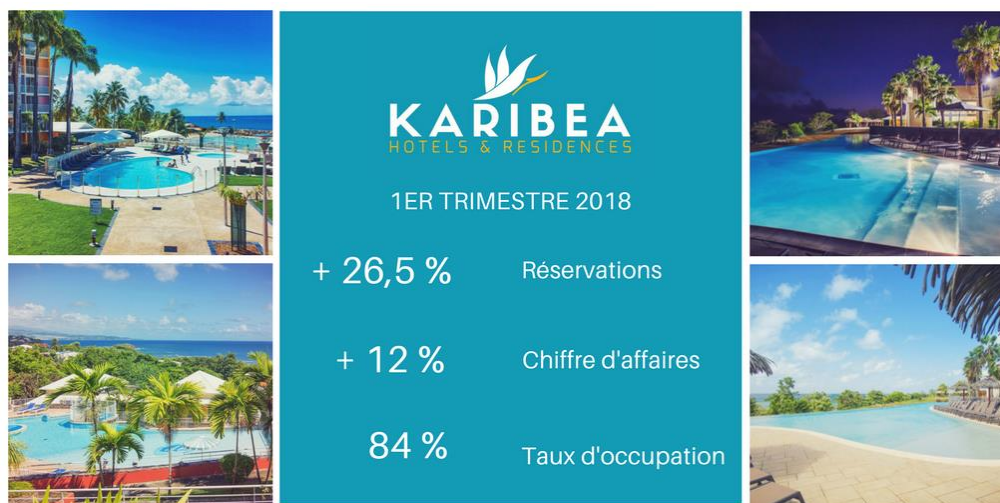 KARIBEA
HOTELS & RESIDENCES
1ER TRIMESTRE 2018
+ 26,5 % Réservations
+ 12 % Chiffre d'affaires
84 % Taux d'occupation